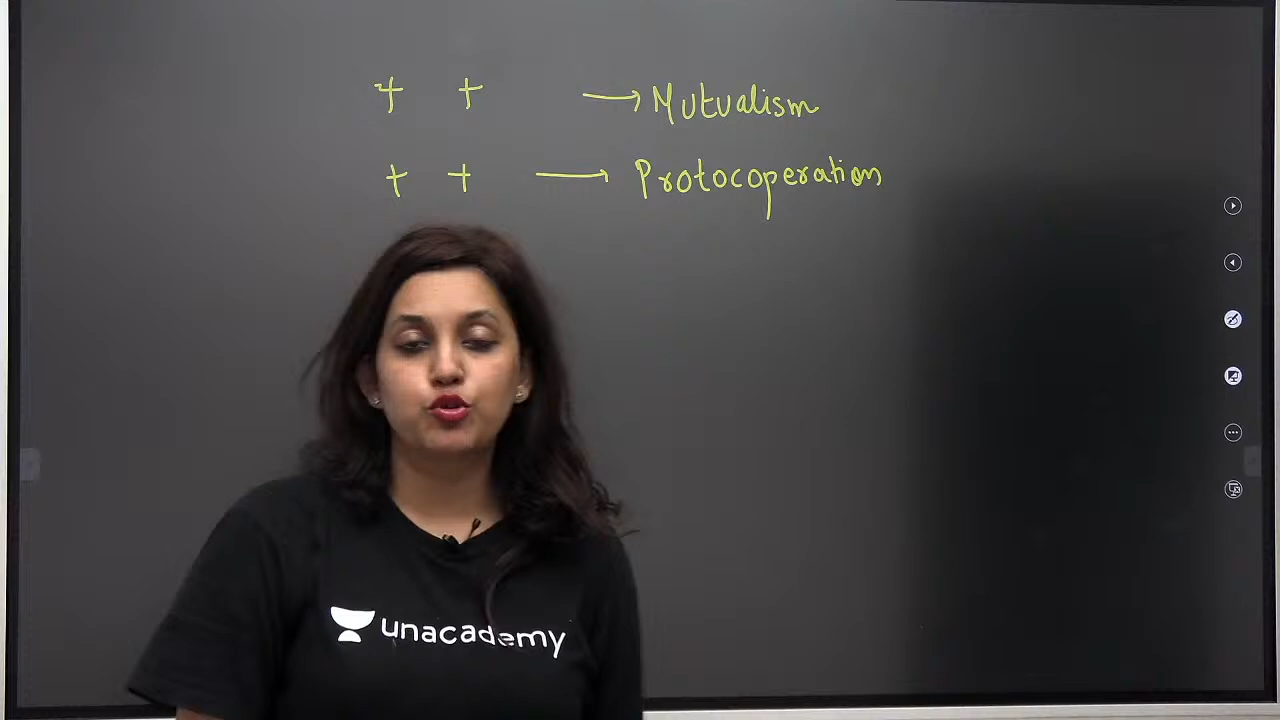 + + → Mutualism
+ + → Protocoperation
unacademy